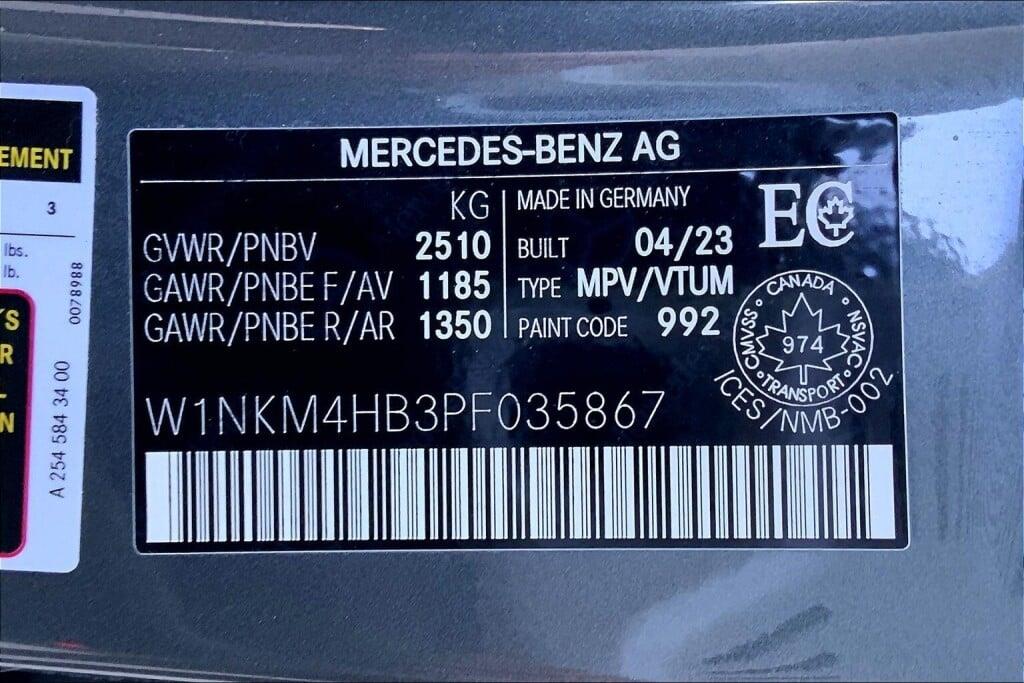 EMENT
3
lbs.
lb.
'S
R
N
0078988
A 254 584 34 00
MERCEDES-BENZ AG
KG
GVWR/PNBV 2510
GAWR/PNBE F/AV 1185
GAWR/PNBE R/AR 1350
MADE IN GERMANY
BUILT 04/23
TYPE MPV/VTUM
PAINT CODE 992
EC
CANADA
CMVSS • NSVAC
974
TRANSPORT
ICES/NMB-002
W1NKM4HB3PF035867